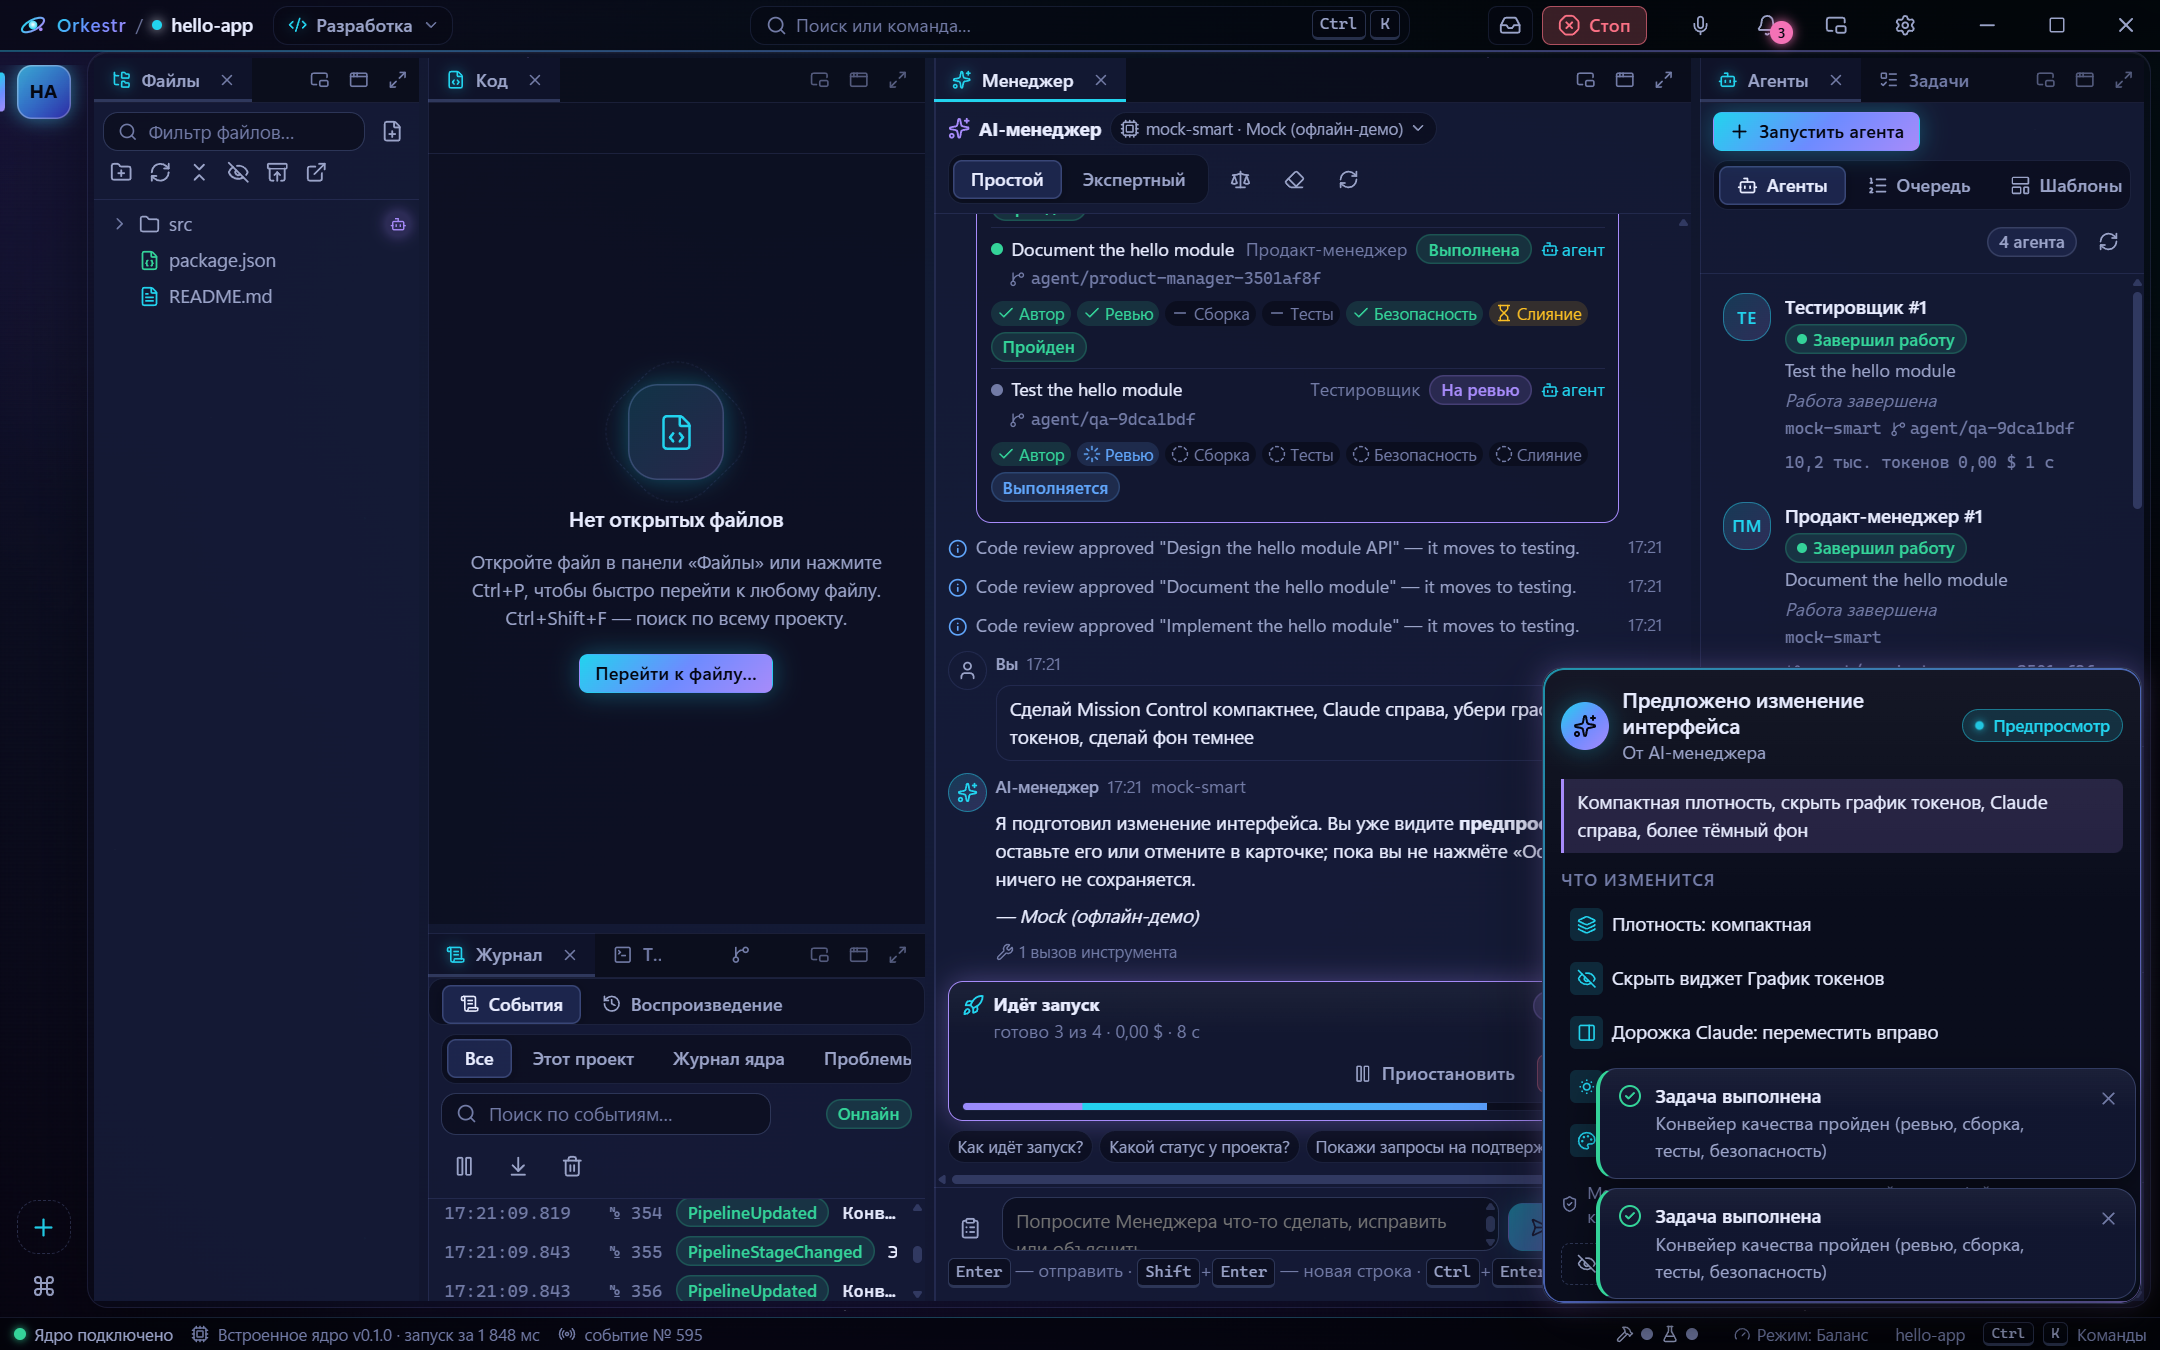 Orkestr / hello-app
Разработка
Поиск или команда...
Ctrl K
Стоп
3
HA
Файлы
Фильтр файлов...
src
package.json
README.md
Код
Нет открытых файлов
Откройте файл в панели «Файлы» или нажмите
Ctrl+P, чтобы быстро перейти к любому файлу.
Ctrl+Shift+F — поиск по всему проекту.
Перейти к файлу...
Журнал
Т..
События
Воспроизведение
Все
Этот проект
Журнал ядра
Проблемь
Поиск по событиям...
Онлайн
17:21:09.819 № 354 PipelineUpdated Конв...
17:21:09.843 № 355 PipelineStageChanged Э
17:21:09.843 № 356 PipelineUpdated Конв...
Менеджер
AI-менеджер
mock-smart · Mock (офлайн-демо)
Простой
Экспертный
Document the hello module Продакт-менеджер Выполнена агент
agent/product-manager-3501af8f
Автор Ревью Сборка Тесты Безопасность Слияние
Пройден
Test the hello module Тестировщик На ревью агент
agent/qa-9dca1bdf
Автор Ревью Сборка Тесты Безопасность Слияние
Выполняется
Code review approved "Design the hello module API" — it moves to testing. 17:21
Code review approved "Document the hello module" — it moves to testing. 17:21
Code review approved "Implement the hello module" — it moves to testing. 17:21
Вы 17:21
Сделай Mission Control компактнее, Claude справа, убери гра
токенов, сделай фон темнее
AI-менеджер 17:21 mock-smart
Я подготовил изменение интерфейса. Вы уже видите предпро
оставьте его или отмените в карточке; пока вы не нажмёте «Ос
ничего не сохраняется.
— Mock (офлайн-демо)
1 вызов инструмента
Идёт запуск
готово 3 из 4 · 0,00 $ · 8 с
Приостановить
Как идёт запуск?
Какой статус у проекта?
Покажи запросы на подтверж
Попросите Менеджера что-то сделать, исправить
или объяснить
Enter — отправить · Shift + Enter — новая строка · Ctrl + Enter
Агенты
Задачи
Запустить агента
Агенты
Очередь
Шаблоны
4 агента
ТЕ
Тестировщик #1
Завершил работу
Test the hello module
Работа завершена
mock-smart agent/qa-9dca1bdf
10,2 тыс. токенов 0,00 $ 1 с
ПМ
Продакт-менеджер #1
Завершил работу
Document the hello module
Работа завершена
mock-smart
Предложено изменение
интерфейса
От AI-менеджера
Предпросмотр
Компактная плотность, скрыть график токенов, Claude
справа, более тёмный фон
ЧТО ИЗМЕНИТСЯ
Плотность: компактная
Скрыть виджет График токенов
Дорожка Claude: переместить вправо
Задача выполнена
Конвейер качества пройден (ревью, сборка,
тесты, безопасность)
Задача выполнена
Конвейер качества пройден (ревью, сборка,
тесты, безопасность)
Ядро подключено
Встроенное ядро v0.1.0 · запуск за 1 848 мс
событие № 595
Режим: Баланс
hello-app
Ctrl K Команды